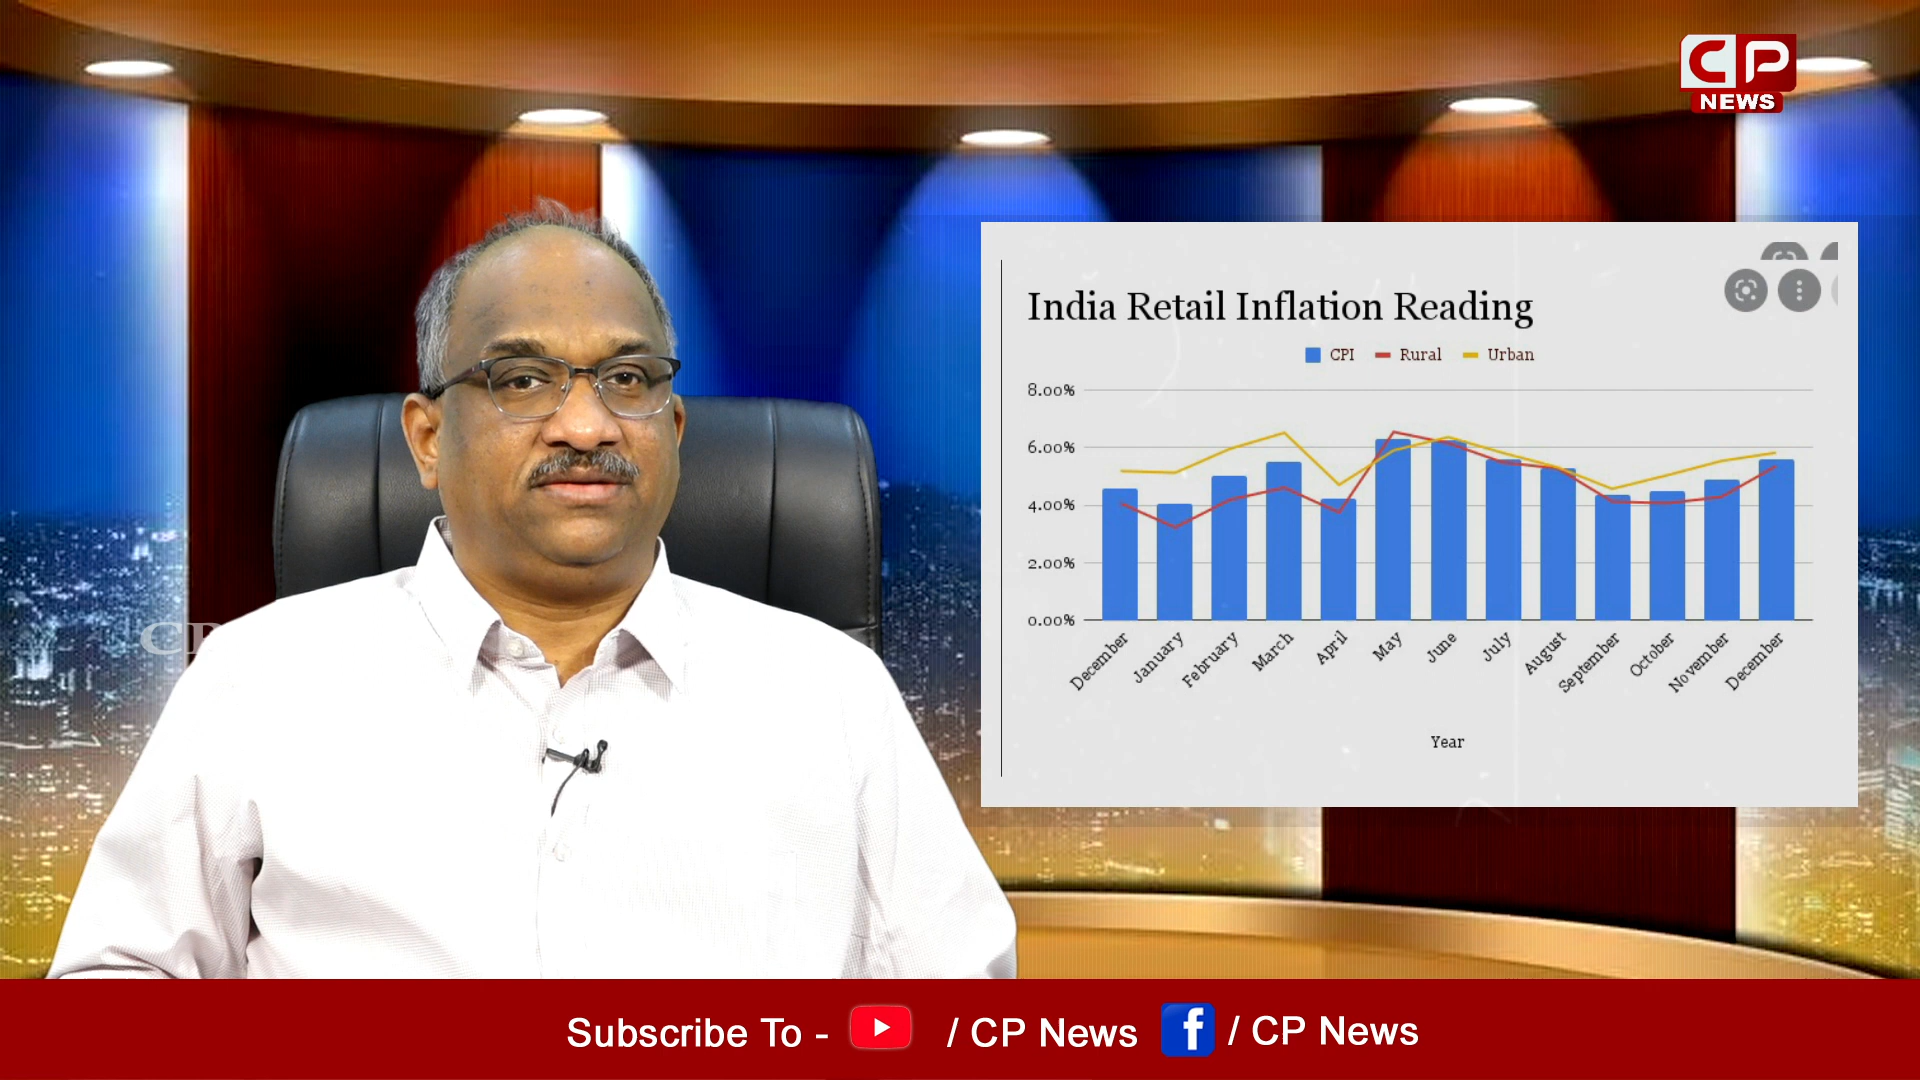 CP
NEWS
India Retail Inflation Reading
CPI Rural Urban
8.00%
6.00%
4.00%
2.00%
0.00%
December January February March April May June July August September October November December
Year
CP
Subscribe To - / CP News f / CP News